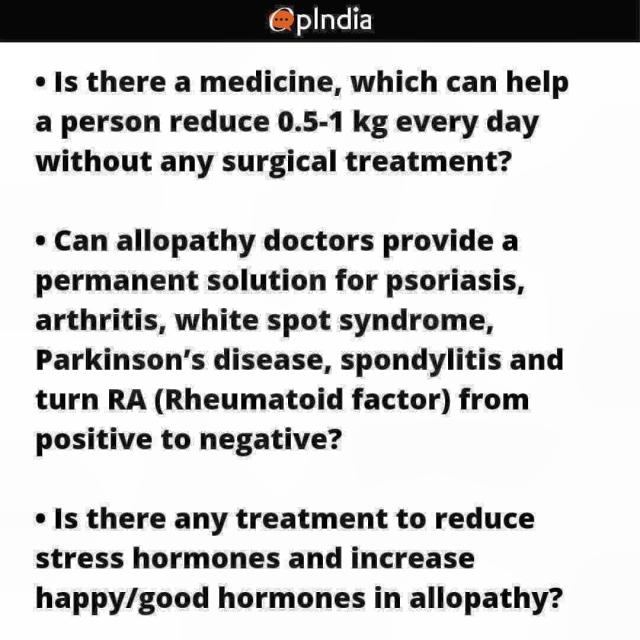 OpIndia
• Is there a medicine, which can help
a person reduce 0.5-1 kg every day
without any surgical treatment?
• Can allopathy doctors provide a
permanent solution for psoriasis,
arthritis, white spot syndrome,
Parkinson’s disease, spondylitis and
turn RA (Rheumatoid factor) from
positive to negative?
• Is there any treatment to reduce
stress hormones and increase
happy/good hormones in allopathy?